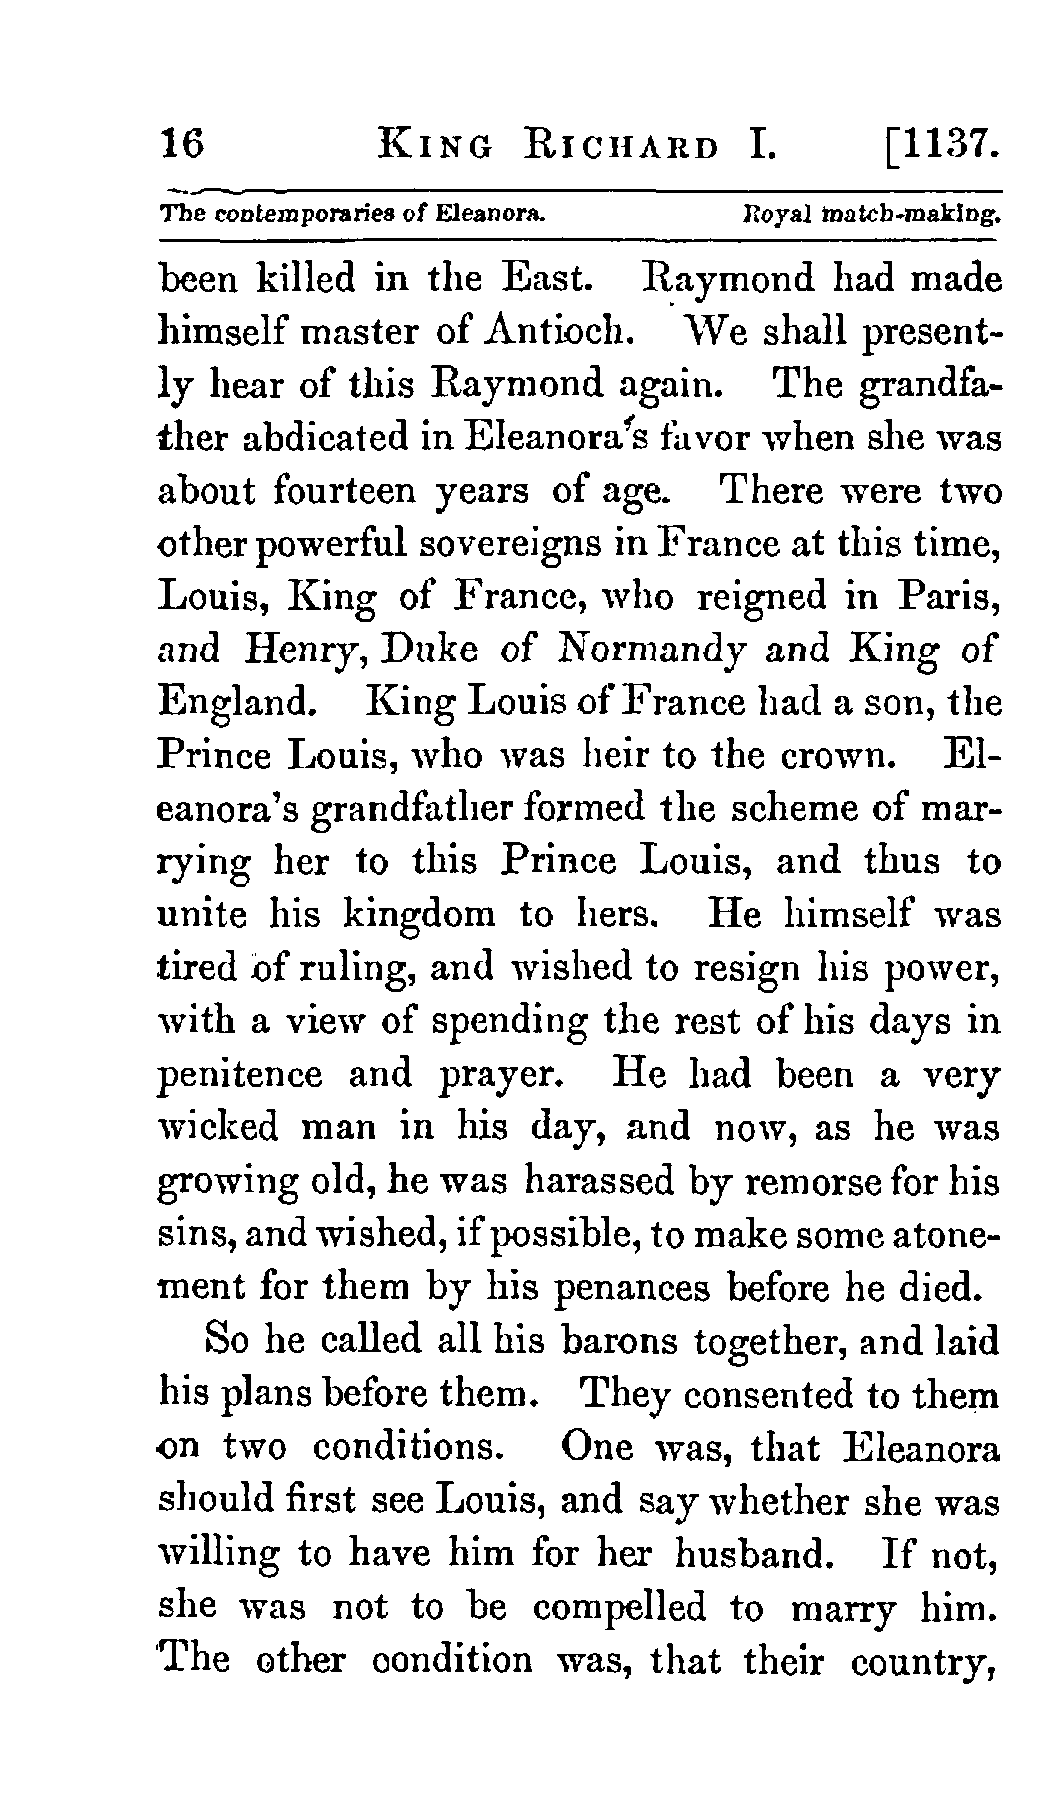 16 KING RICHARD I. [1137.
The contemporaries of Eleanora. Royal match-making.
been killed in the East. Raymond had made
himself master of Antioch. We shall present-
ly hear of this Raymond again. The grandfa-
ther abdicated in Eleanora's favor when she was
about fourteen years of age. There were two
other powerful sovereigns in France at this time,
Louis, King of France, who reigned in Paris,
and Henry, Duke of Normandy and King of
England. King Louis of France had a son, the
Prince Louis, who was heir to the crown. El-
eanora's grandfather formed the scheme of mar-
rying her to this Prince Louis, and thus to
unite his kingdom to hers. He himself was
tired of ruling, and wished to resign his power,
with a view of spending the rest of his days in
penitence and prayer. He had been a very
wicked man in his day, and now, as he was
growing old, he was harassed by remorse for his
sins, and wished, if possible, to make some atone-
ment for them by his penances before he died.
So he called all his barons together, and laid
his plans before them. They consented to them
on two conditions. One was, that Eleanora
should first see Louis, and say whether she was
willing to have him for her husband. If not,
she was not to be compelled to marry him.
The other condition was, that their country,